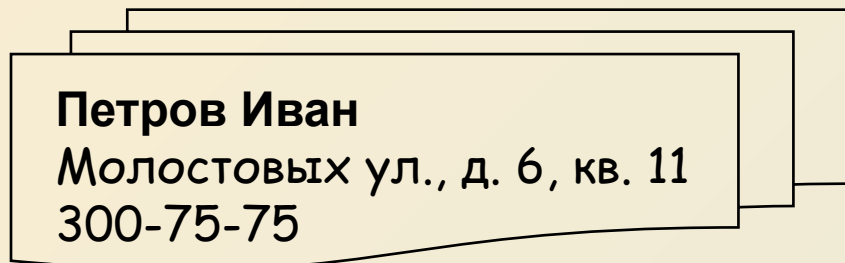 Петров Иван
Молостовых ул., д. 6, кв. 11
300-75-75